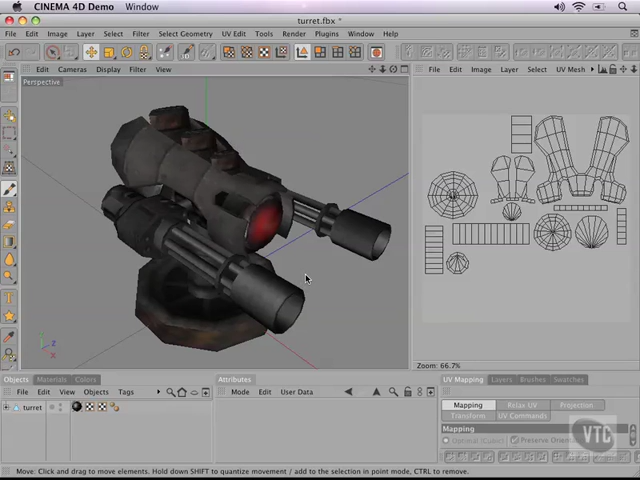 CINEMA 4D Demo Window
turret.fbx *
File Edit Image Layer Select Filter Select Geometry UV Edit Tools Render Plugins Window Help
Edit Cameras Display Filter View
File Edit Image Layer Select UV Mesh
Perspective
Z
X
Zoom: 66.7%
Objects Materials Colors
Attributes
UV Mapping Layers Brushes Swatches
File Edit View Objects Tags
Mode Edit User Data
Mapping Relax UV Projection
Transform UV Commands
turret
Mapping
Optimal (Cubic) Preserve Orient
VTC
Move: Click and drag to move elements. Hold down SHIFT to quantize movement / add to the selection in point mode, CTRL to remove.